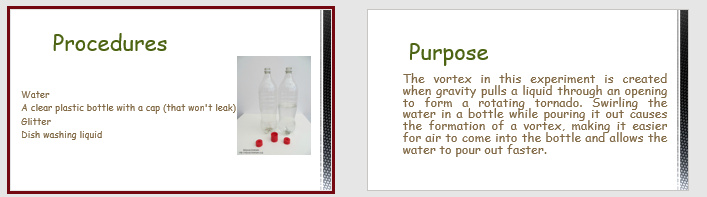 Procedures
Water
A clear plastic bottle with a cap (that won't leak)
Glitter
Dish washing liquid
Purpose
The vortex in this experiment is created
when gravity pulls a liquid through an opening
to form a rotating tornado. Swirling the
water in a bottle while pouring it out causes
the formation of a vortex, making it easier
for air to come into the bottle and allows the
water to pour out faster.